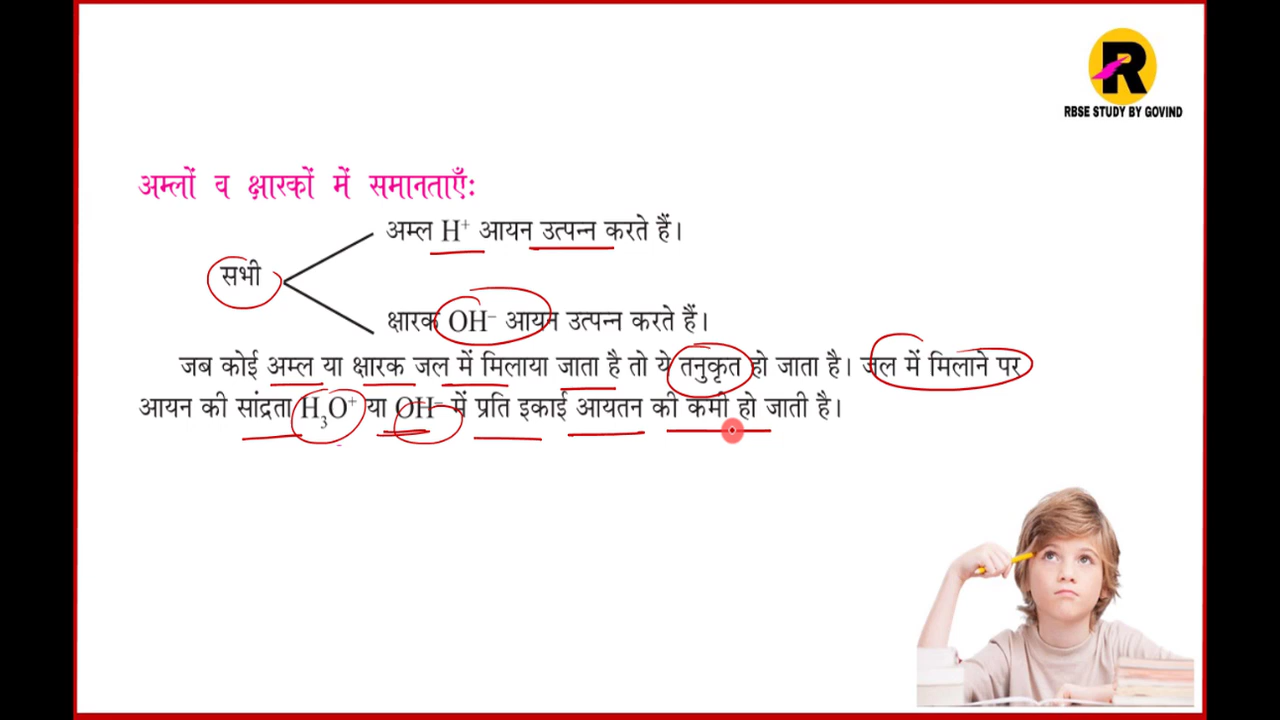 R
RBSE STUDY BY GOVIND
अम्लों व क्षारकों में समानताएँः
अम्ल H⁺ आयन उत्पन्न करते हैं।
सभी
क्षारक OH⁻ आयन उत्पन्न करते हैं।
जब कोई अम्ल या क्षारक जल में मिलाया जाता है तो ये तनुकृत हो जाता है। जल में मिलाने पर
आयन की सांद्रता H₃O⁺ या OH⁻ में प्रति इकाई आयतन की कमी हो जाती है।